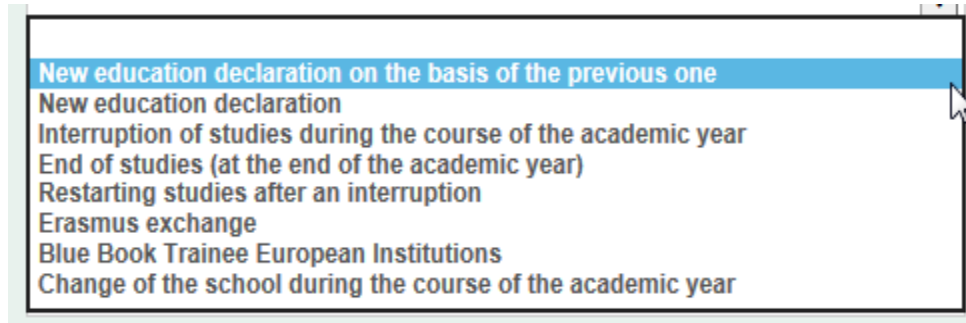 New education declaration on the basis of the previous one
New education declaration
Interruption of studies during the course of the academic year
End of studies (at the end of the academic year)
Restarting studies after an interruption
Erasmus exchange
Blue Book Trainee European Institutions
Change of the school during the course of the academic year